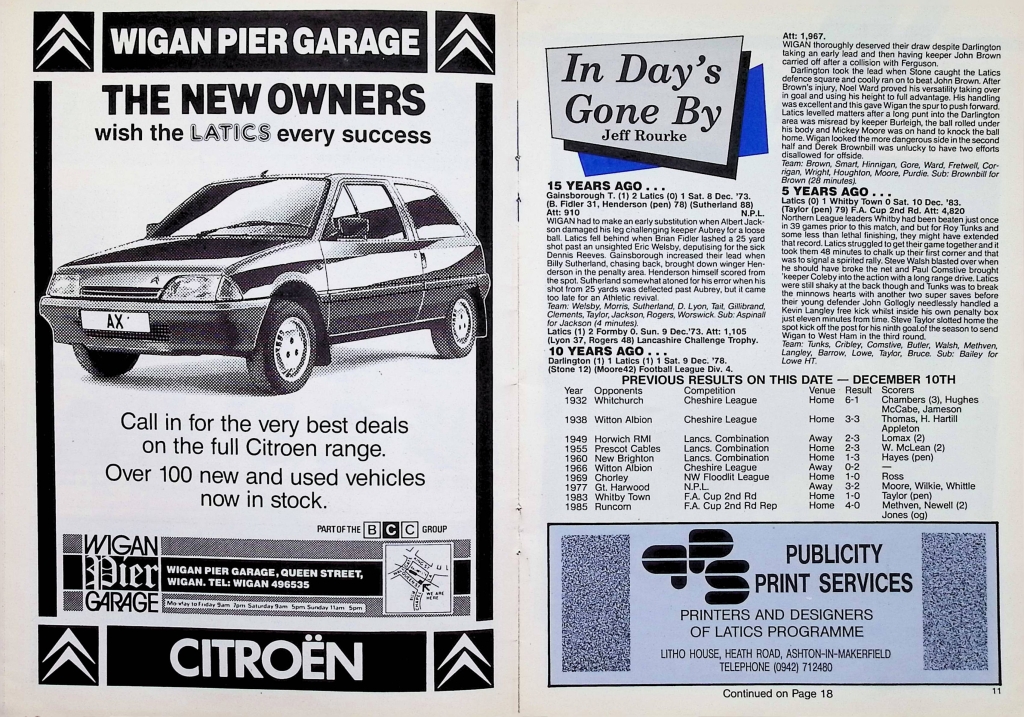 WIGAN PIER GARAGE
THE NEW OWNERS
wish the LATICS every success
AX
Call in for the very best deals
on the full Citroen range.
Over 100 new and used vehicles
now in stock.
PART OF THE BCC GROUP
WIGAN
Pier
GARAGE
WIGAN PIER GARAGE, QUEEN STREET,
WIGAN. TEL: WIGAN 496535
Monday to Friday 9am 7pm Saturday 9am 5pm Sunday 11am 5pm
WE ARE
HERE
CITROËN
In Day's
Gone By
Jeff Rourke
15 YEARS AGO . . .
Gainsborough T. (1) 2 Latics (0) 1 Sat. 8 Dec. '73.
(B. Fidler 31, Henderson (pen) 78) (Sutherland 88)
Att: 910 N.P.L.
WIGAN had to make an early substitution when Albert Jack-
son damaged his leg challenging keeper Aubrey for a loose
ball. Latics fell behind when Brian Fidler lashed a 25 yard
shot past an unsighted Eric Welsby, deputising for the sick
Dennis Reeves. Gainsborough increased their lead when
Billy Sutherland, chasing back, brought down winger Hen-
derson in the penalty area. Henderson himself scored from
the spot. Sutherland somewhat atoned for his error when his
shot from 25 yards was deflected past Aubrey, but it came
too late for an Athletic revival.
Team: Welsby, Morris, Sutherland, D. Lyon, Tait, Gillibrand,
Clements, Taylor, Jackson, Rogers, Worswick. Sub: Aspinall
for Jackson (4 minutes).
Latics (1) 2 Formby 0. Sun. 9 Dec.'73. Att: 1,105
(Lyon 37, Rogers 48) Lancashire Challenge Trophy.
10 YEARS AGO . . .
Darlington (1) 1 Latics (1) 1 Sat. 9 Dec. '78.
(Stone 12) (Moore42) Football League Div. 4.
Att: 1,967.
WIGAN thoroughly deserved their draw despite Darlington
taking an early lead and then having keeper John Brown
carried off after a collision with Ferguson.
Darlington took the lead when Stone caught the Latics
defence square and coolly ran on to beat John Brown. After
Brown's injury, Noel Ward proved his versatility taking over
in goal and using his height to full advantage. His handling
was excellent and this gave Wigan the spur to push forward.
Latics levelled matters after a long punt into the Darlington
area was misread by keeper Burleigh, the ball rolled under
his body and Mickey Moore was on hand to knock the ball
home. Wigan looked the more dangerous side in the second
half and Derek Brownbill was unlucky to have two efforts
disallowed for offside.
Team: Brown, Smart, Hinnigan, Gore, Ward, Fretwell, Cor-
rigan, Wright, Houghton, Moore, Purdie. Sub: Brownbill for
Brown (28 minutes).
5 YEARS AGO . . .
Latics (0) 1 Whitby Town 0 Sat. 10 Dec. '83.
(Taylor (pen) 79) F.A. Cup 2nd Rd. Att: 4,820
Northern League leaders Whitby had been beaten just once
in 39 games prior to this match, and but for Roy Tunks and
some less than lethal finishing, they might have extended
that record. Latics struggled to get their game together and it
took them 48 minutes to chalk up their first corner and that
was to signal a spirited rally. Steve Walsh blasted over when
he should have broke the net and Paul Comstive brought
'keeper Coleby into the action with a long range drive. Latics
were still shaky at the back though and Tunks was to break
the minnows hearts with another two super saves before
their young defender John Gollogly needlessly handled a
Kevin Langley free kick whilst inside his own penalty box
just eleven minutes from time. Steve Taylor slotted home the
spot kick off the post for his ninth goal of the season to send
Wigan to West Ham in the third round.
Team: Tunks, Cribley, Comstive, Butler, Walsh, Methven,
Langley, Barrow, Lowe, Taylor, Bruce. Sub: Bailey for
Lowe HT.
PREVIOUS RESULTS ON THIS DATE — DECEMBER 10TH
Year Opponents Competition Venue Result Scorers
1932 Whitchurch Cheshire League Home 6-1 Chambers (3), Hughes
McCabe, Jameson
1938 Witton Albion Cheshire League Home 3-3 Thomas, H. Hartill
Appleton
1949 Horwich RMI Lancs. Combination Away 2-3 Lomax (2)
1955 Prescot Cables Lancs. Combination Home 2-3 W. McLean (2)
1960 New Brighton Lancs. Combination Home 1-3 Hayes (pen)
1966 Witton Albion Cheshire League Away 0-2 —
1969 Chorley NW Floodlit League Home 1-0 Ross
1977 Gt. Harwood N.P.L. Away 3-2 Moore, Wilkie, Whittle
1983 Whitby Town F.A. Cup 2nd Rd Home 1-0 Taylor (pen)
1985 Runcorn F.A. Cup 2nd Rd Rep Home 4-0 Methven, Newell (2)
Jones (og)
PPS
PUBLICITY
PRINT SERVICES
PRINTERS AND DESIGNERS
OF LATICS PROGRAMME
LITHO HOUSE, HEATH ROAD, ASHTON-IN-MAKERFIELD
TELEPHONE (0942) 712480
Continued on Page 18
11